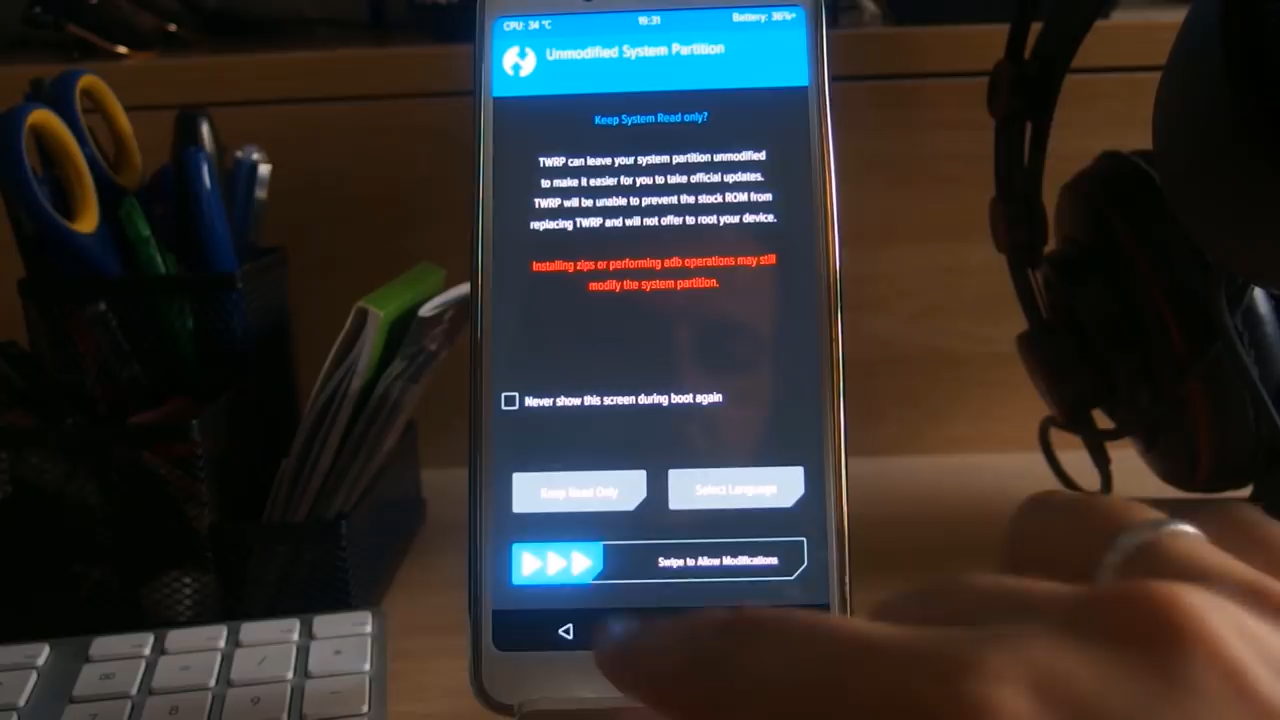 CPU: 34 °C 19:31 Battery: 36%+
Unmodified System Partition
Keep System Read only?
TWRP can leave your system partition unmodified
to make it easier for you to take official updates.
TWRP will be unable to prevent the stock ROM from
replacing TWRP and will not offer to root your device.
Installing zips or performing adb operations may still
modify the system partition.
Never show this screen during boot again
Keep Read Only Select Language
Swipe to Allow Modifications